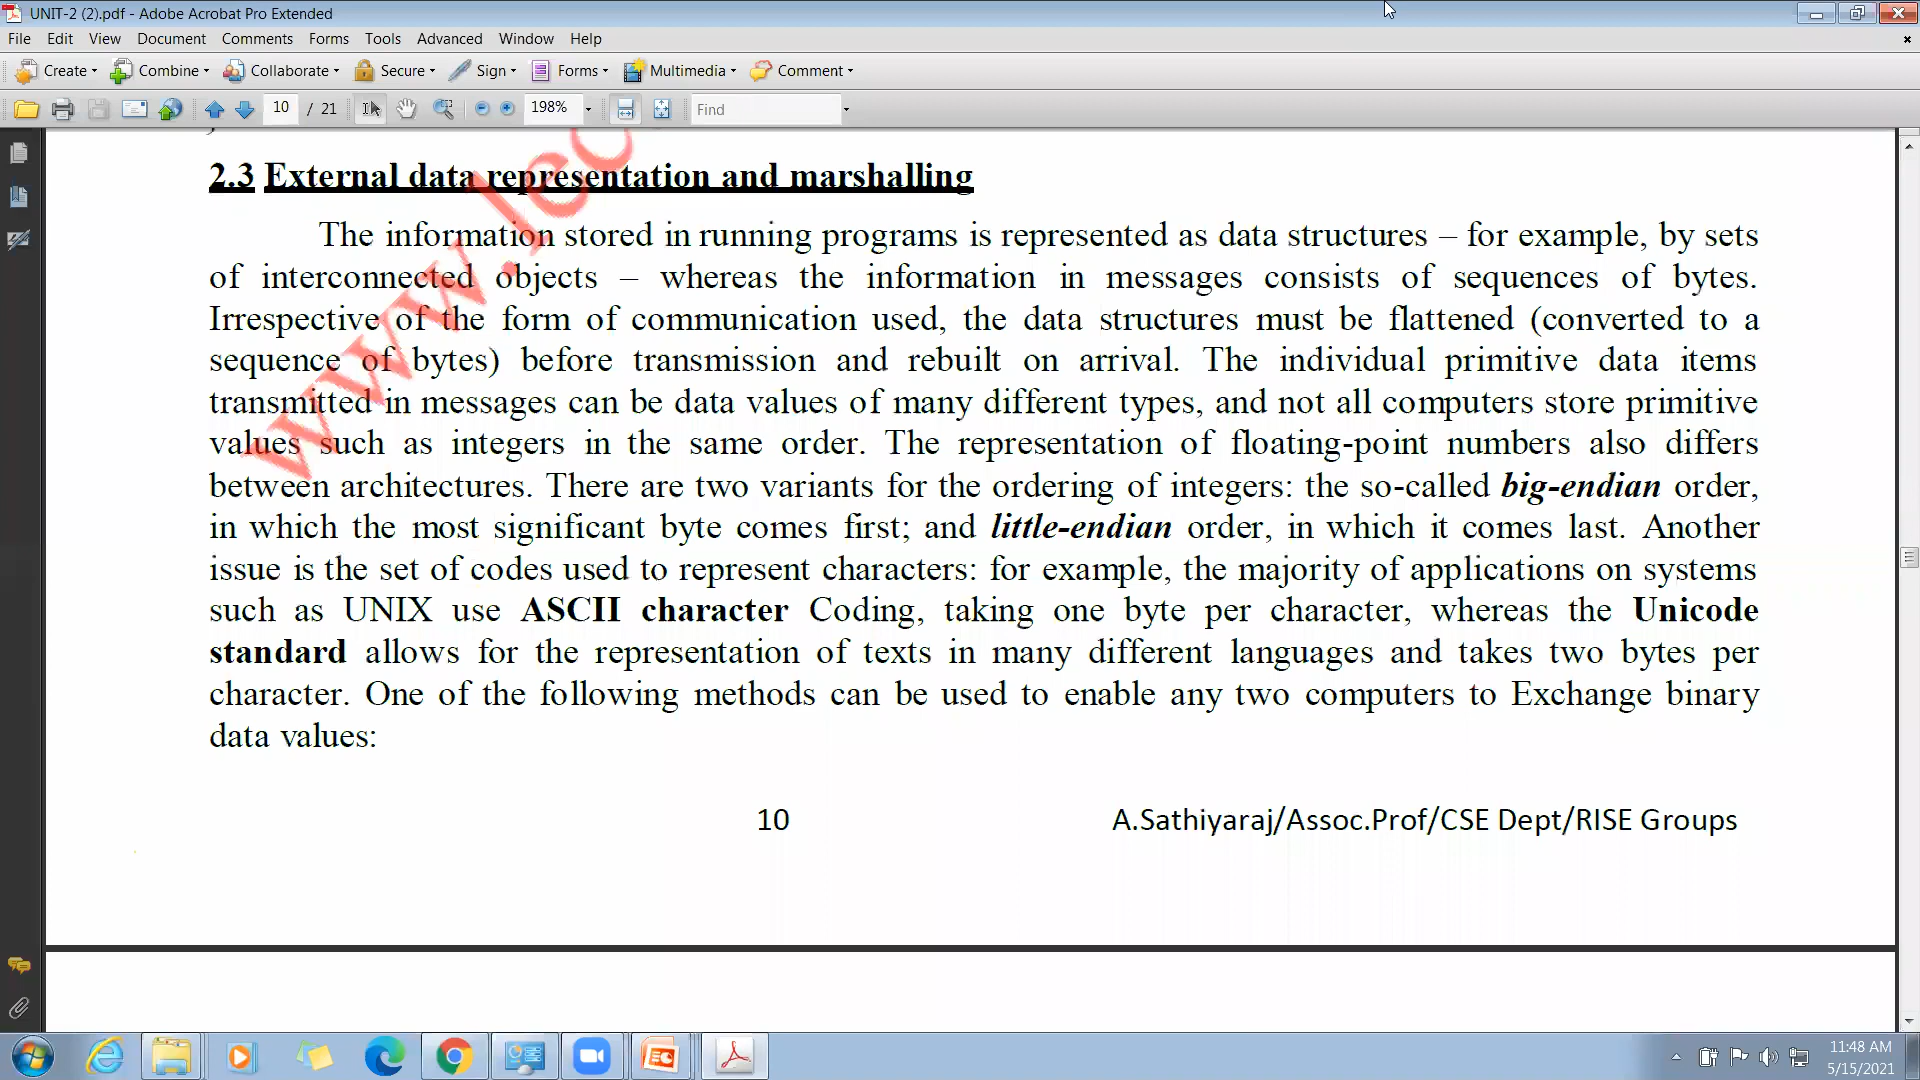 UNIT-2 (2).pdf - Adobe Acrobat Pro Extended
File Edit View Document Comments Forms Tools Advanced Window Help
Create Combine Collaborate Secure Sign Forms Multimedia Comment
10 / 21 198% Find
2.3 External data representation and marshalling
The information stored in running programs is represented as data structures – for example, by sets
of interconnected objects – whereas the information in messages consists of sequences of bytes.
Irrespective of the form of communication used, the data structures must be flattened (converted to a
sequence of bytes) before transmission and rebuilt on arrival. The individual primitive data items
transmitted in messages can be data values of many different types, and not all computers store primitive
values such as integers in the same order. The representation of floating-point numbers also differs
between architectures. There are two variants for the ordering of integers: the so-called big-endian order,
in which the most significant byte comes first; and little-endian order, in which it comes last. Another
issue is the set of codes used to represent characters: for example, the majority of applications on systems
such as UNIX use ASCII character Coding, taking one byte per character, whereas the Unicode
standard allows for the representation of texts in many different languages and takes two bytes per
character. One of the following methods can be used to enable any two computers to Exchange binary
data values:
www.lec
10 A.Sathiyaraj/Assoc.Prof/CSE Dept/RISE Groups
11:48 AM
5/15/2021